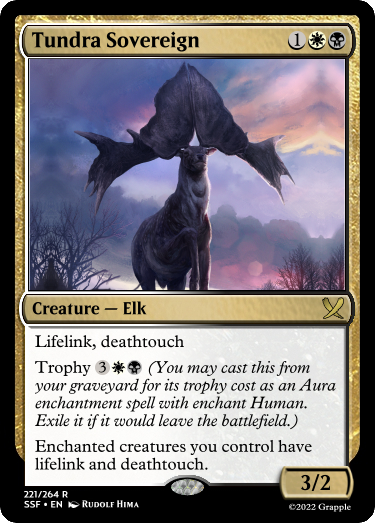 Tundra Sovereign 1
Creature — Elk
Lifelink, deathtouch
Trophy 3 (You may cast this from
your graveyard for its trophy cost as an Aura
enchantment spell with enchant Human.
Exile it if it would leave the battlefield.)
Enchanted creatures you control have
lifelink and deathtouch.
3/2
221/264 R
SSF • EN Rudolf Hima
©2022 Grapple